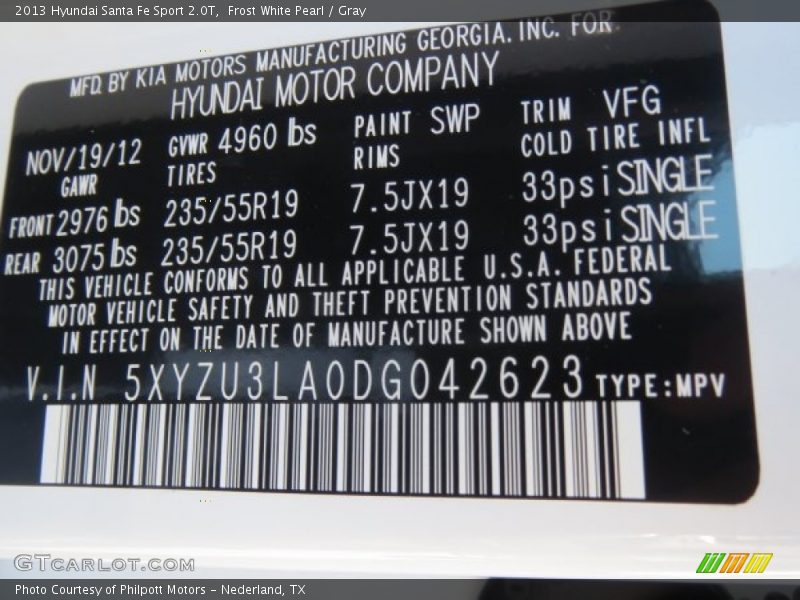 2013 Hyundai Santa Fe Sport 2.0T,  Frost White Pearl / Gray
MFD. BY KIA MOTORS MANUFACTURING GEORGIA. INC. FOR
HYUNDAI MOTOR COMPANY
NOV/19/12 GVWR 4960 lbs PAINT SWP TRIM VFG
GAWR TIRES RIMS COLD TIRE INFL
FRONT 2976 lbs 235/55R19 7.5JX19 33psi SINGLE
REAR 3075 lbs 235/55R19 7.5JX19 33psi SINGLE
THIS VEHICLE CONFORMS TO ALL APPLICABLE U.S.A. FEDERAL
MOTOR VEHICLE SAFETY AND THEFT PREVENTION STANDARDS
IN EFFECT ON THE DATE OF MANUFACTURE SHOWN ABOVE
V.I.N 5XYZU3LA0DG042623 TYPE:MPV
GTCARLOT.COM
Photo Courtesy of Philpott Motors - Nederland, TX